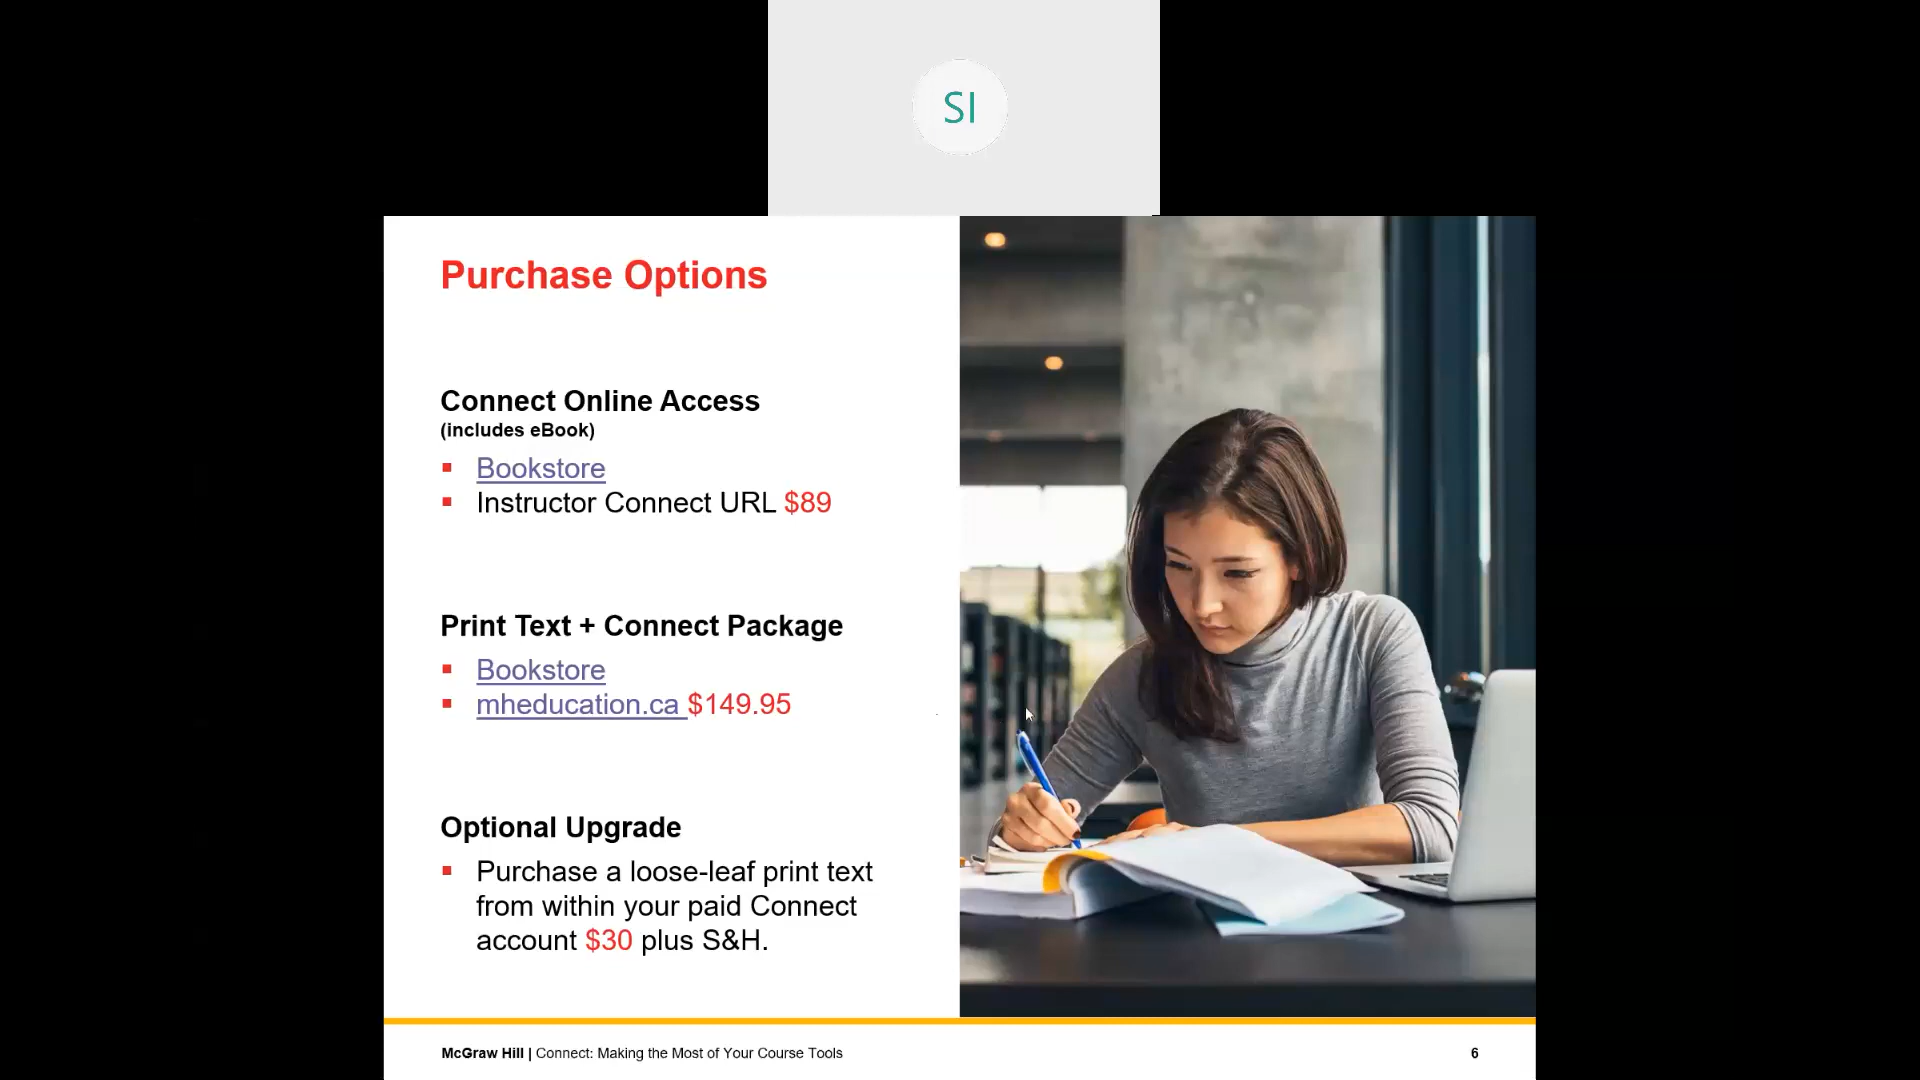 SI
Purchase Options
Connect Online Access
(includes eBook)
Bookstore
Instructor Connect URL $89
Print Text + Connect Package
Bookstore
mheducation.ca $149.95
Optional Upgrade
Purchase a loose-leaf print text
from within your paid Connect
account $30 plus S&H.
McGraw Hill | Connect: Making the Most of Your Course Tools
6